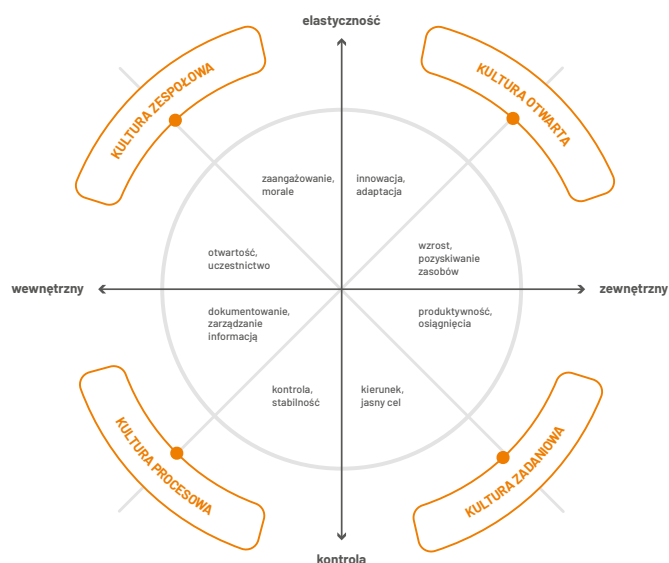 elastyczność
KULTURA ZESPOŁOWA
KULTURA OTWARTA
zaangażowanie,
morale
innowacja,
adaptacja
otwartość,
uczestnictwo
wzrost,
pozyskiwanie
zasobów
wewnętrzny
zewnętrzny
dokumentowanie,
zarządzanie
informacją
produktywność,
osiągnięcia
kontrola,
stabilność
kierunek,
jasny cel
KULTURA PROCESOWA
KULTURA ZADANIOWA
kontrola